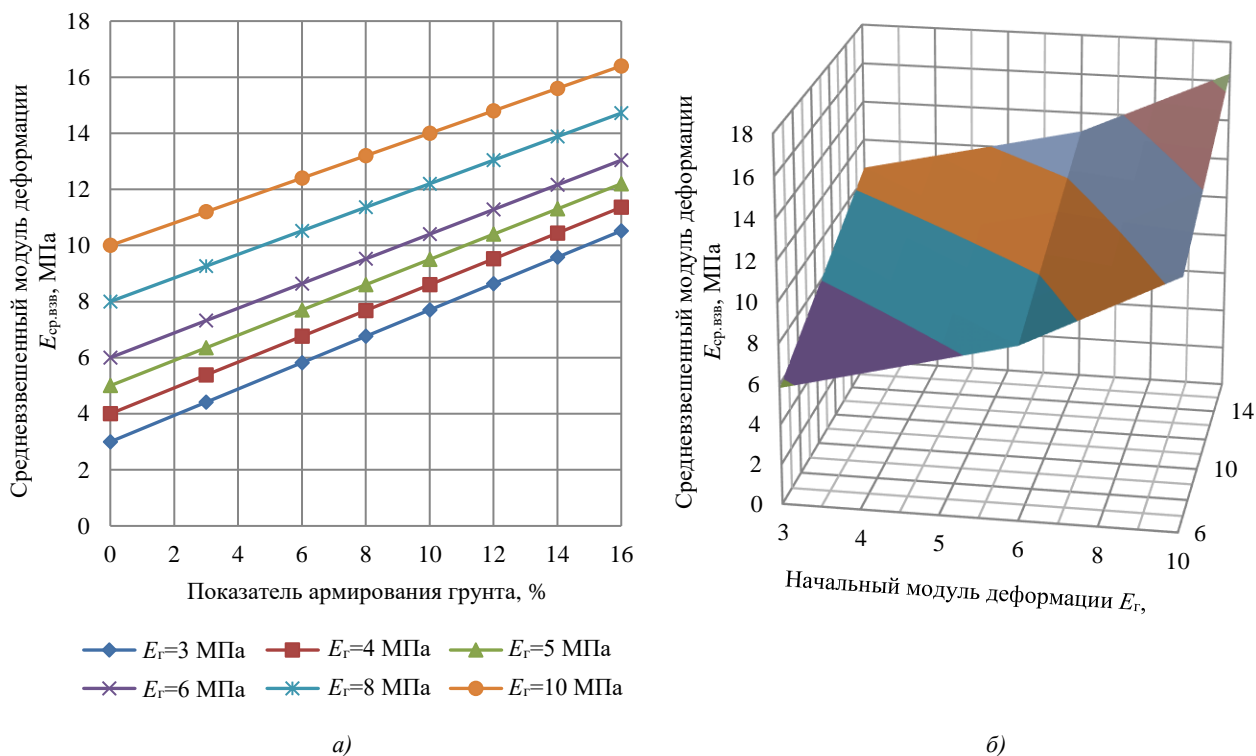 Средневзвешенный модуль деформации
Eср.взв, МПа
18
16
14
12
10
8
6
4
2
0
0 2 4 6 8 10 12 14 16
Показатель армирования грунта, %
Eг=3 МПа Eг=4 МПа Eг=5 МПа
Eг=6 МПа Eг=8 МПа Eг=10 МПа
а)
Средневзвешенный модуль деформации
Eср.взв, МПа
18
16
14
12
10
8
6
4
2
0
3 4 5 6 8 10
6
10
14
Начальный модуль деформации Eг,
б)